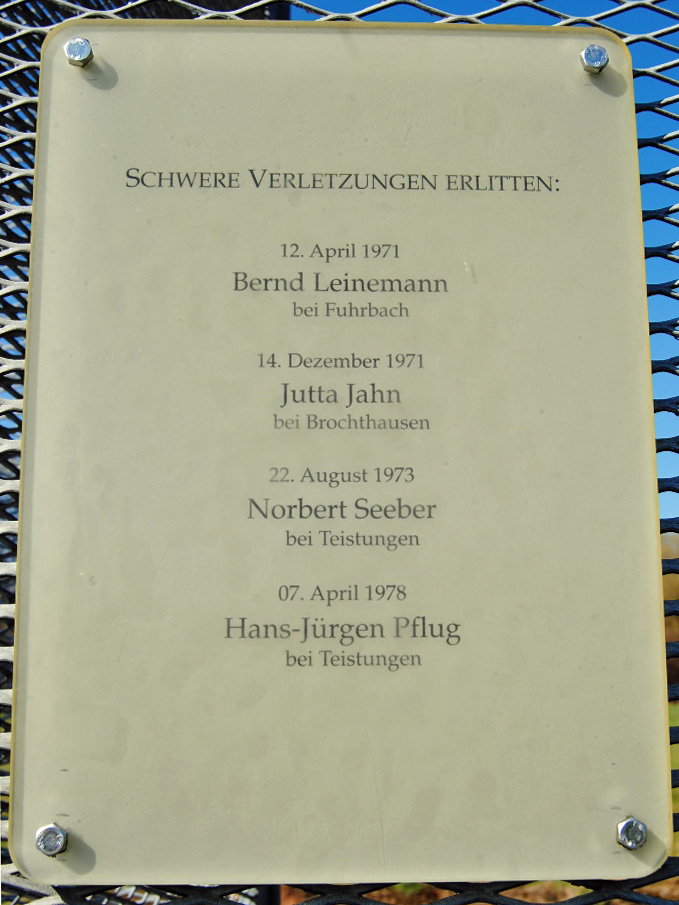 SCHWERE VERLETZUNGEN ERLITTEN:
12. April 1971
Bernd Leinemann
bei Fuhrbach
14. Dezember 1971
Jutta Jahn
bei Brochthausen
22. August 1973
Norbert Seeber
bei Teistungen
07. April 1978
Hans-Jürgen Pflug
bei Teistungen